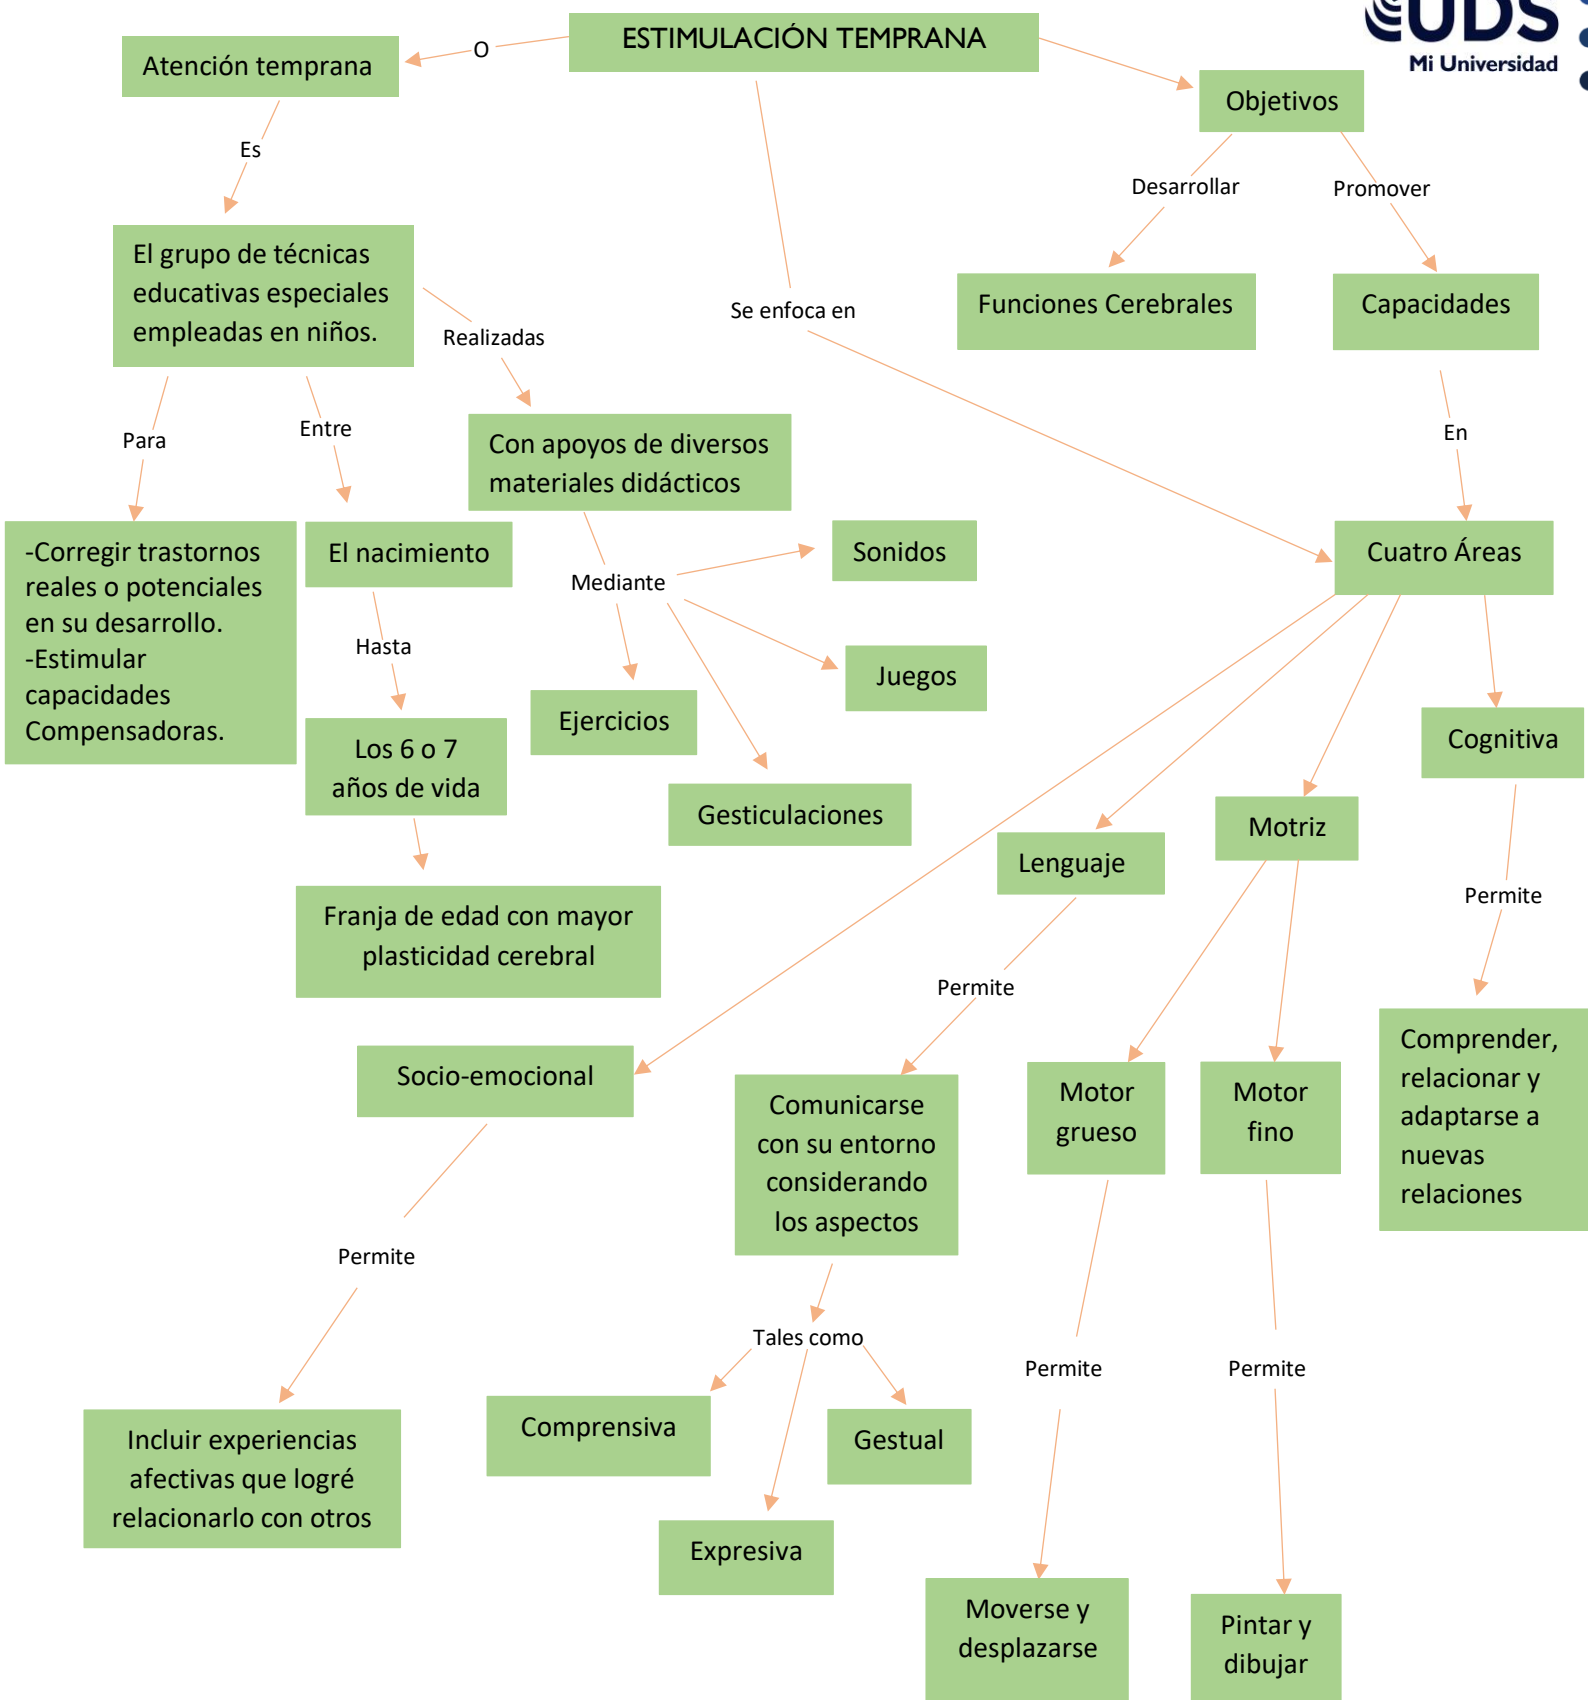 UDS
Mi Universidad
ESTIMULACIÓN TEMPRANA
O
Atención temprana
Objetivos
Es
Desarrollar
Promover
El grupo de técnicas
educativas especiales
empleadas en niños.
Funciones Cerebrales
Capacidades
Se enfoca en
Realizadas
Para
Entre
En
Con apoyos de diversos
materiales didácticos
-Corregir trastornos
reales o potenciales
en su desarrollo.
-Estimular
capacidades
Compensadoras.
El nacimiento
Sonidos
Cuatro Áreas
Mediante
Hasta
Juegos
Ejercicios
Los 6 o 7
años de vida
Cognitiva
Gesticulaciones
Motriz
Lenguaje
Permite
Franja de edad con mayor
plasticidad cerebral
Permite
Socio-emocional
Comunicarse
con su entorno
considerando
los aspectos
Motor
grueso
Motor
fino
Comprender,
relacionar y
adaptarse a
nuevas
relaciones
Permite
Tales como
Permite
Permite
Incluir experiencias
afectivas que logré
relacionarlo con otros
Comprensiva
Gestual
Expresiva
Moverse y
desplazarse
Pintar y
dibujar